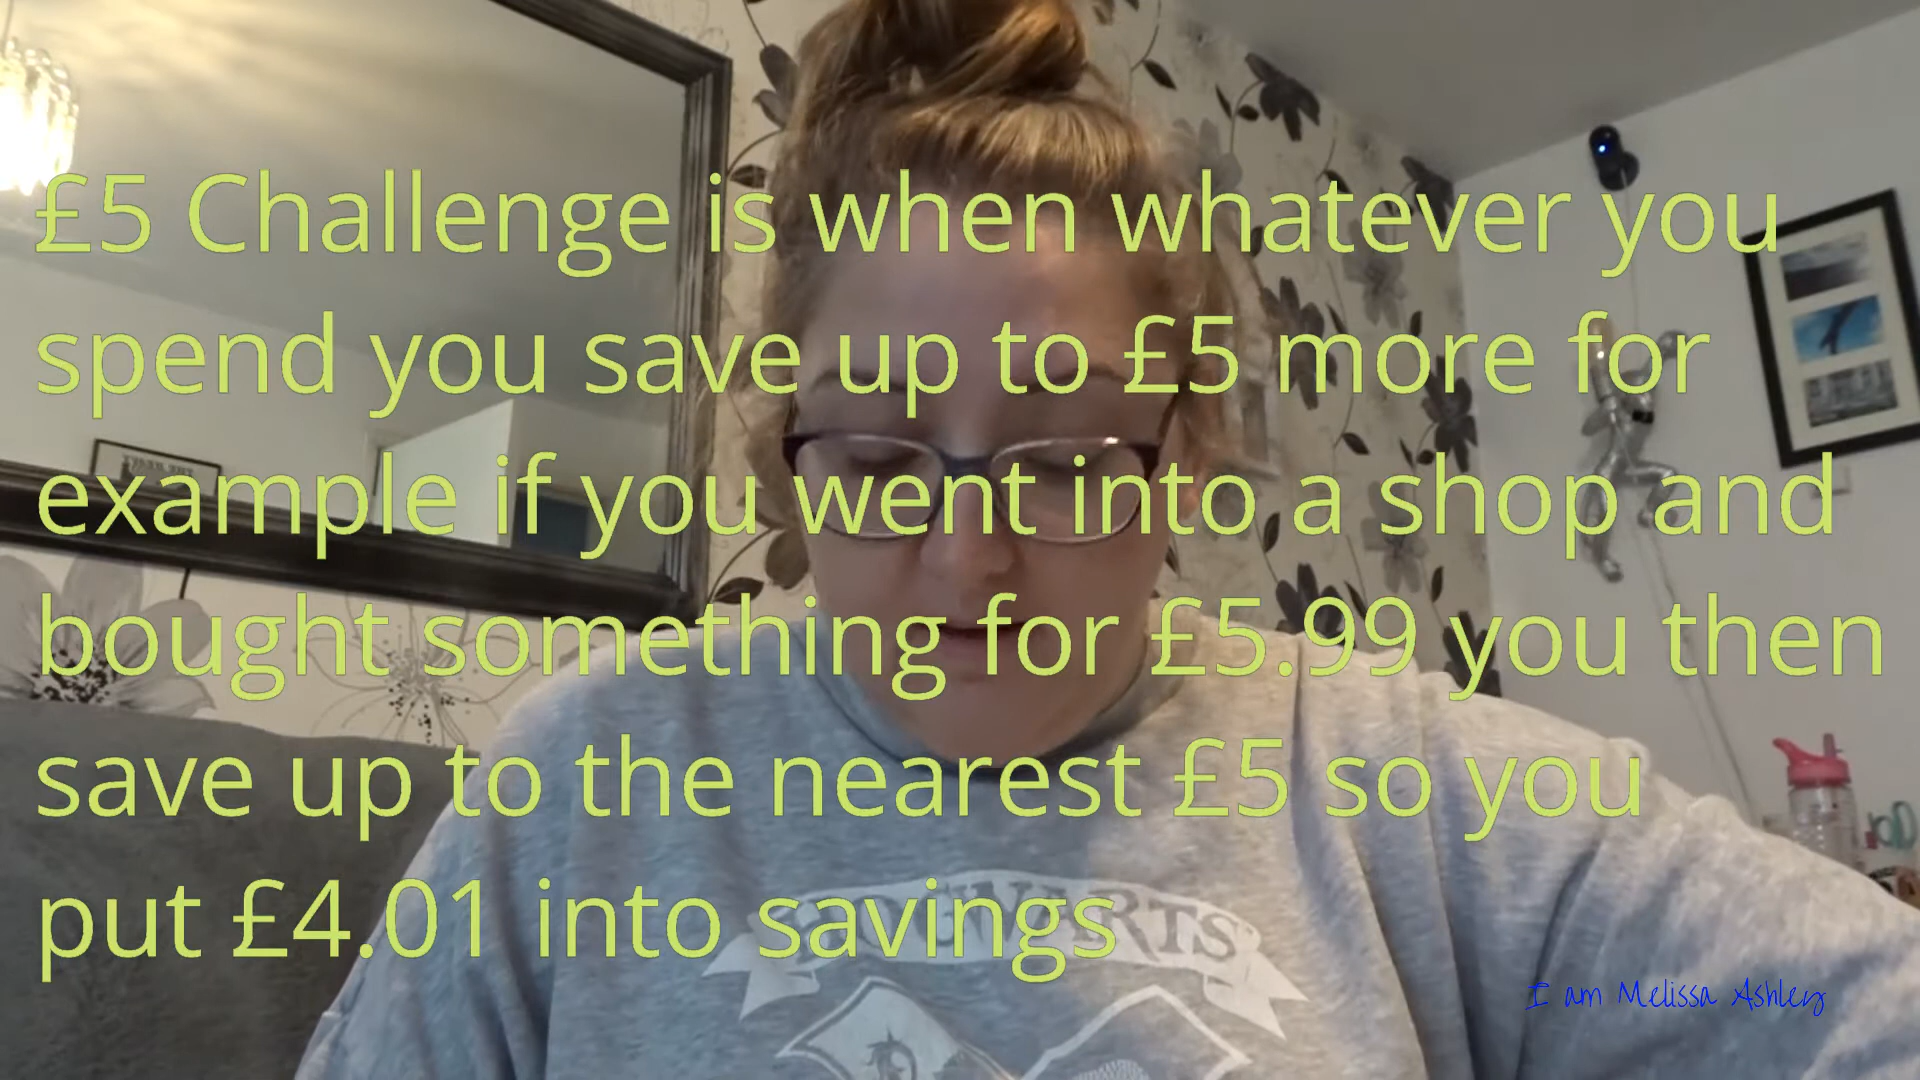 £5 Challenge is when whatever you
spend you save up to £5 more for
example if you went into a shop and
bought something for £5.99 you then
save up to the nearest £5 so you
put £4.01 into savings
HOGWARTS
I am Melissa Ashley